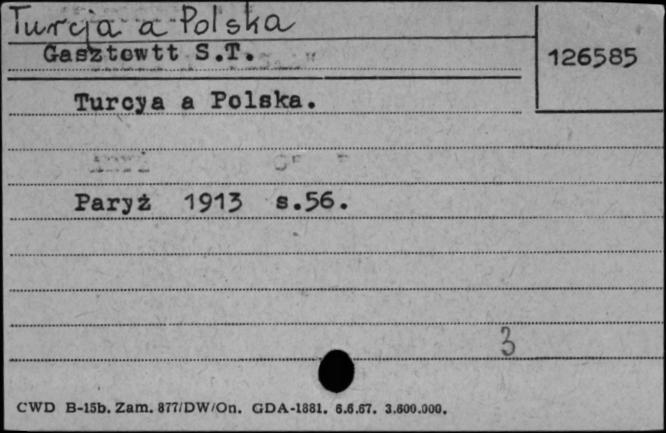 Turcja a Polska
Gasztowtt S.T.
126585
Turcya a Polska.
Paryż 1913 s.56.
3
CWD B-15b. Zam. 877/DW/On. GDA-1881. 6.6.67. 3.600.000.